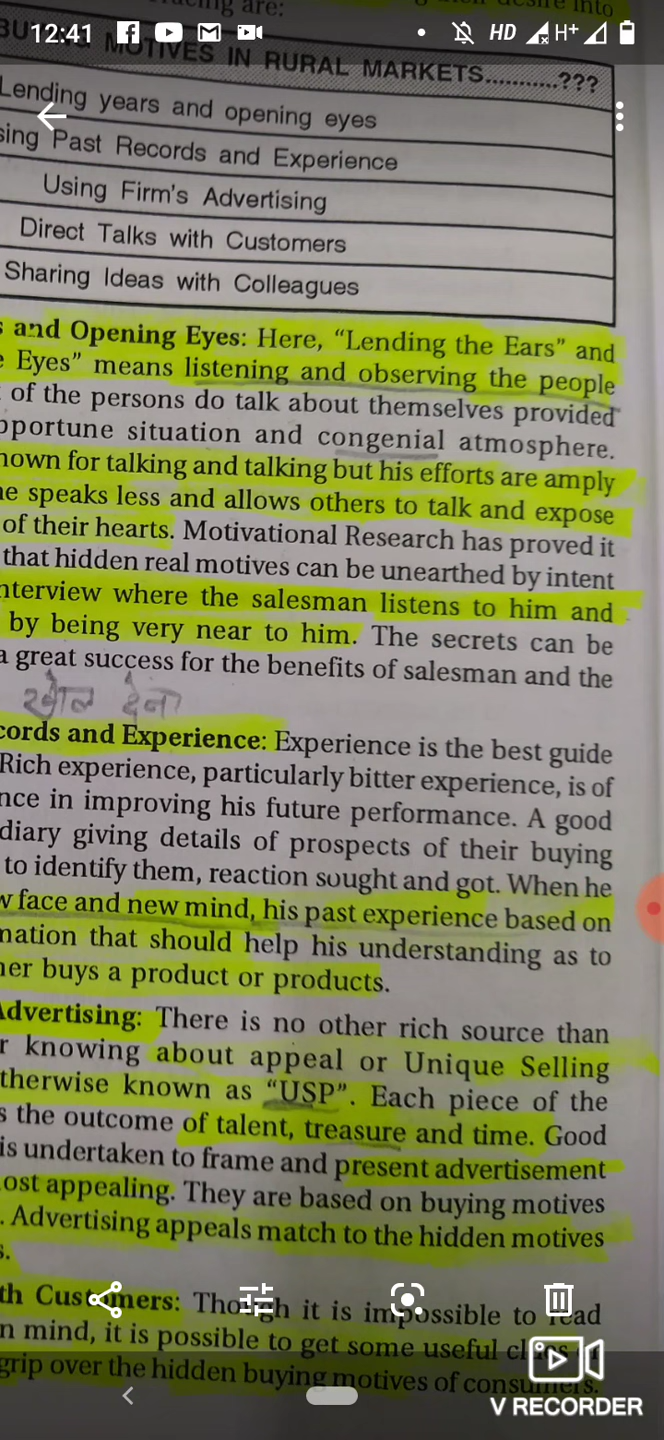 are:
desire into
12:41
HD
H+
MOTIVES IN RURAL MARKETS...........???
Lending years and opening eyes
sing Past Records and Experience
Using Firm's Advertising
Direct Talks with Customers
Sharing Ideas with Colleagues
s and Opening Eyes: Here, “Lending the Ears” and
e Eyes” means listening and observing the people
of the persons do talk about themselves provided
pportune situation and congenial atmosphere.
nown for talking and talking but his efforts are amply
he speaks less and allows others to talk and expose
of their hearts. Motivational Research has proved it
that hidden real motives can be unearthed by intent
nterview where the salesman listens to him and
by being very near to him. The secrets can be
a great success for the benefits of salesman and the
खोल देना
cords and Experience: Experience is the best guide
Rich experience, particularly bitter experience, is of
nce in improving his future performance. A good
diary giving details of prospects of their buying
to identify them, reaction sought and got. When he
w face and new mind, his past experience based on
mation that should help his understanding as to
mer buys a product or products.
Advertising: There is no other rich source than
r knowing about appeal or Unique Selling
therwise known as “USP”. Each piece of the
s the outcome of talent, treasure and time. Good
is undertaken to frame and present advertisement
ost appealing. They are based on buying motives
. Advertising appeals match to the hidden motives
s.
th Customers: Though it is impossible to read
n mind, it is possible to get some useful
grip over the hidden buying motives of consumers.
V RECORDER